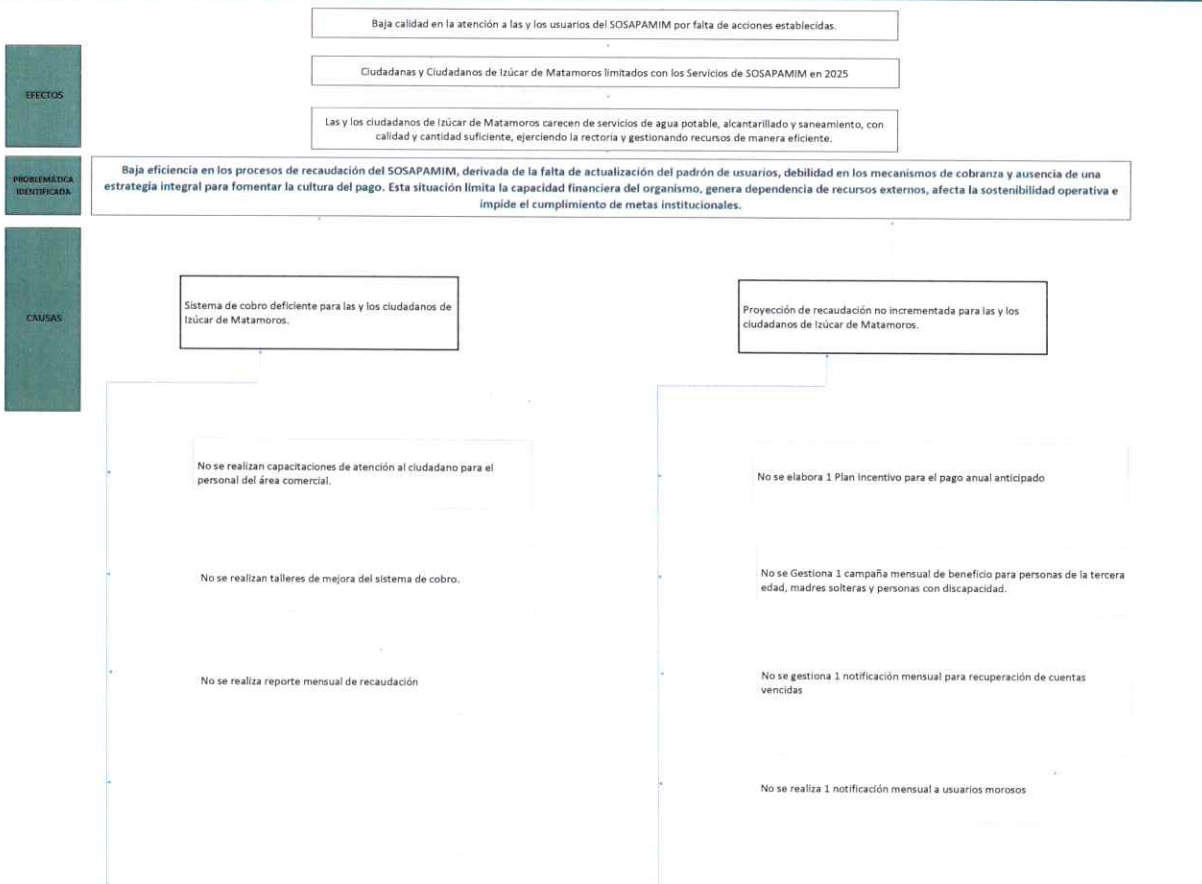 Baja calidad en la atención a las y los usuarios del SOSAPAMIM por falta de acciones establecidas.
EFECTOS
Ciudadanas y Ciudadanos de Izúcar de Matamoros limitados con los Servicios de SOSAPAMIM en 2025
Las y los ciudadanos de Izúcar de Matamoros carecen de servicios de agua potable, alcantarillado y saneamiento, con
calidad y cantidad suficiente, ejerciendo la rectoría y gestionando recursos de manera eficiente.
PROBLEMÁTICA
IDENTIFICADA
Baja eficiencia en los procesos de recaudación del SOSAPAMIM, derivada de la falta de actualización del padrón de usuarios, debilidad en los mecanismos de cobranza y ausencia de una
estrategia integral para fomentar la cultura del pago. Esta situación limita la capacidad financiera del organismo, genera dependencia de recursos externos, afecta la sostenibilidad operativa e
impide el cumplimiento de metas institucionales.
CAUSAS
Sistema de cobro deficiente para las y los ciudadanos de
Izúcar de Matamoros.
Proyección de recaudación no incrementada para las y los
ciudadanos de Izúcar de Matamoros.
No se realizan capacitaciones de atención al ciudadano para el
personal del área comercial.
No se elabora 1 Plan incentivo para el pago anual anticipado
No se realizan talleres de mejora del sistema de cobro.
No se Gestiona 1 campaña mensual de beneficio para personas de la tercera
edad, madres solteras y personas con discapacidad.
No se realiza reporte mensual de recaudación
No se gestiona 1 notificación mensual para recuperación de cuentas
vencidas
No se realiza 1 notificación mensual a usuarios morosos